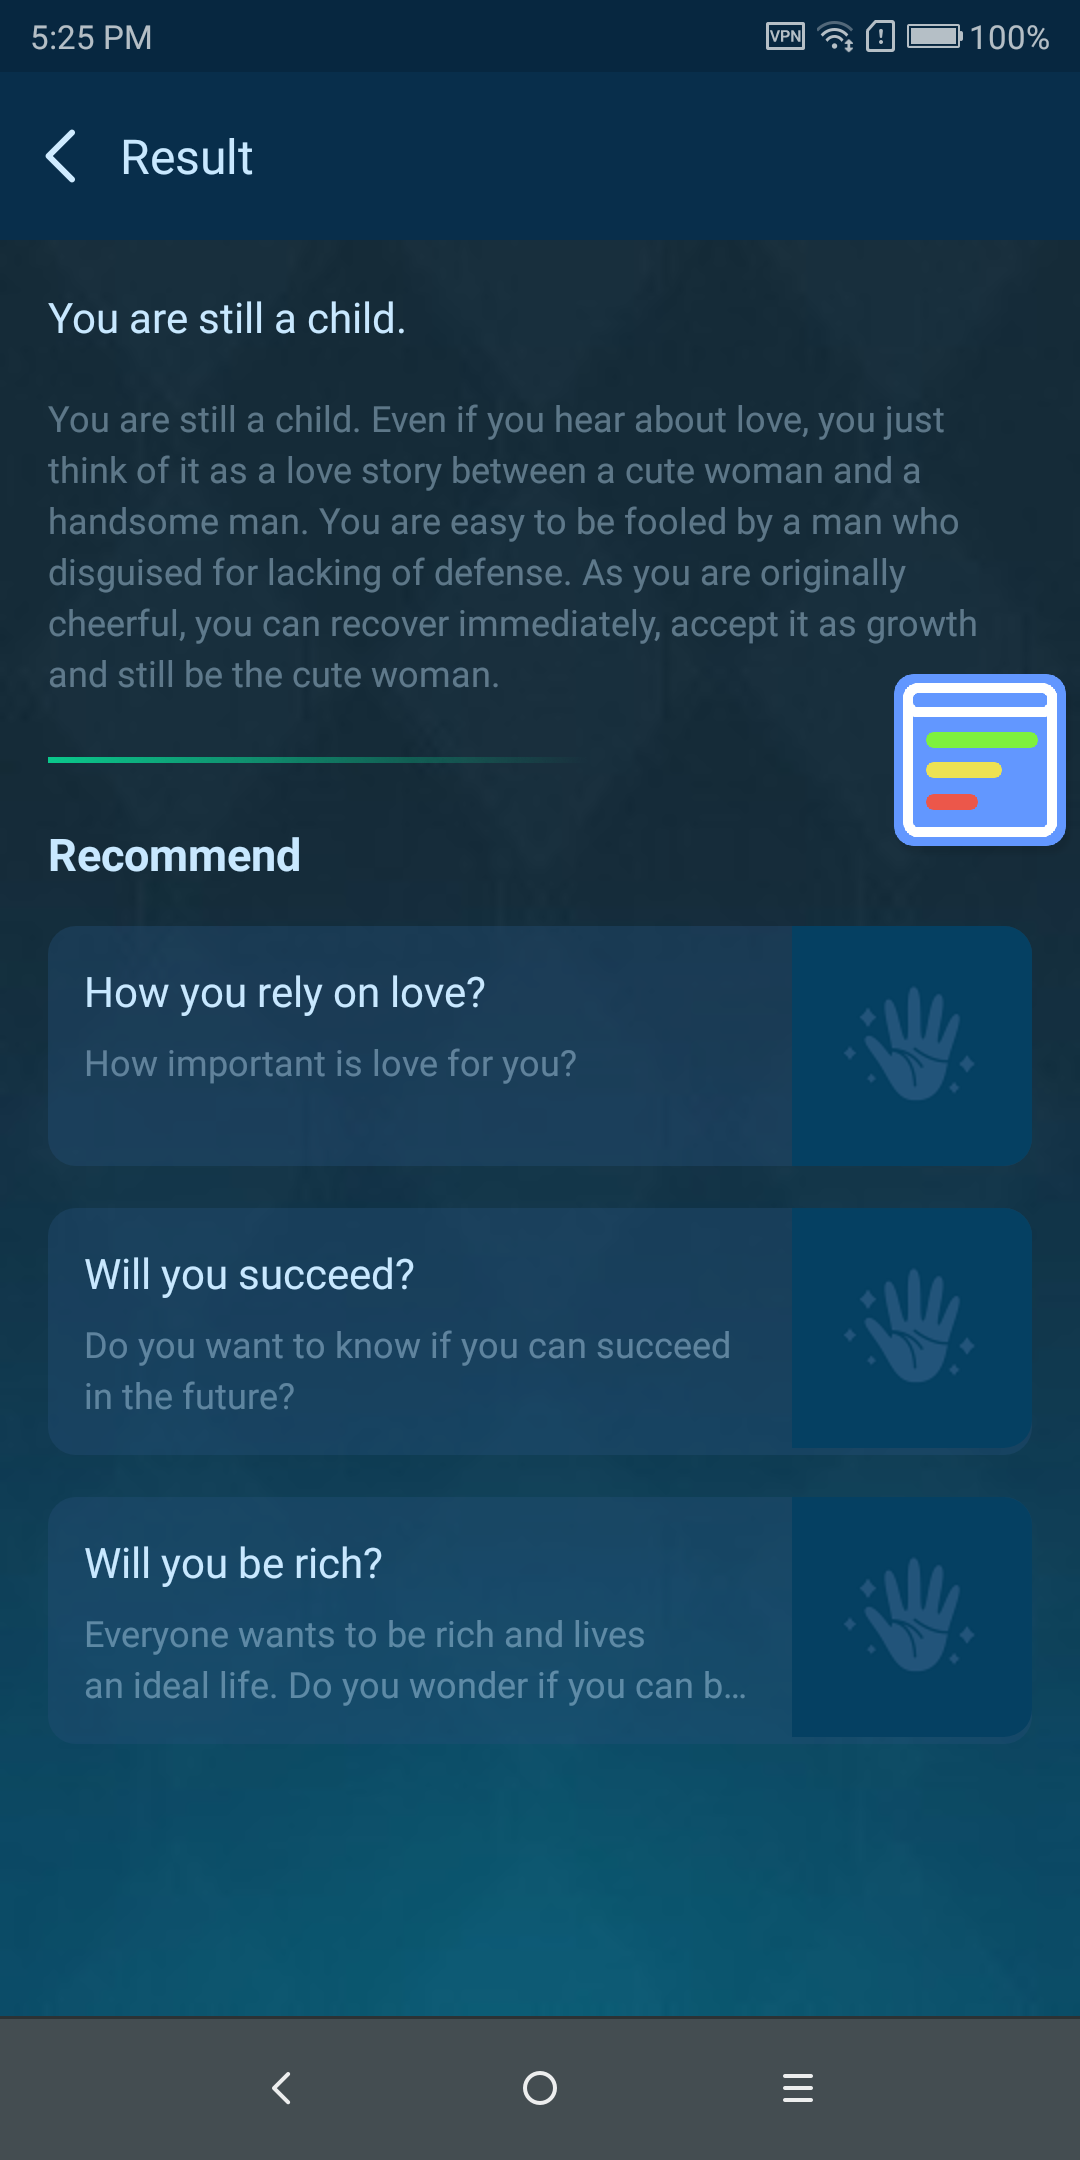 5:25 PM
VPN
100%
Result
You are still a child.
You are still a child. Even if you hear about love, you just
think of it as a love story between a cute woman and a
handsome man. You are easy to be fooled by a man who
disguised for lacking of defense. As you are originally
cheerful, you can recover immediately, accept it as growth
and still be the cute woman.
Recommend
How you rely on love?
How important is love for you?
Will you succeed?
Do you want to know if you can succeed
in the future?
Will you be rich?
Everyone wants to be rich and lives
an ideal life. Do you wonder if you can b...